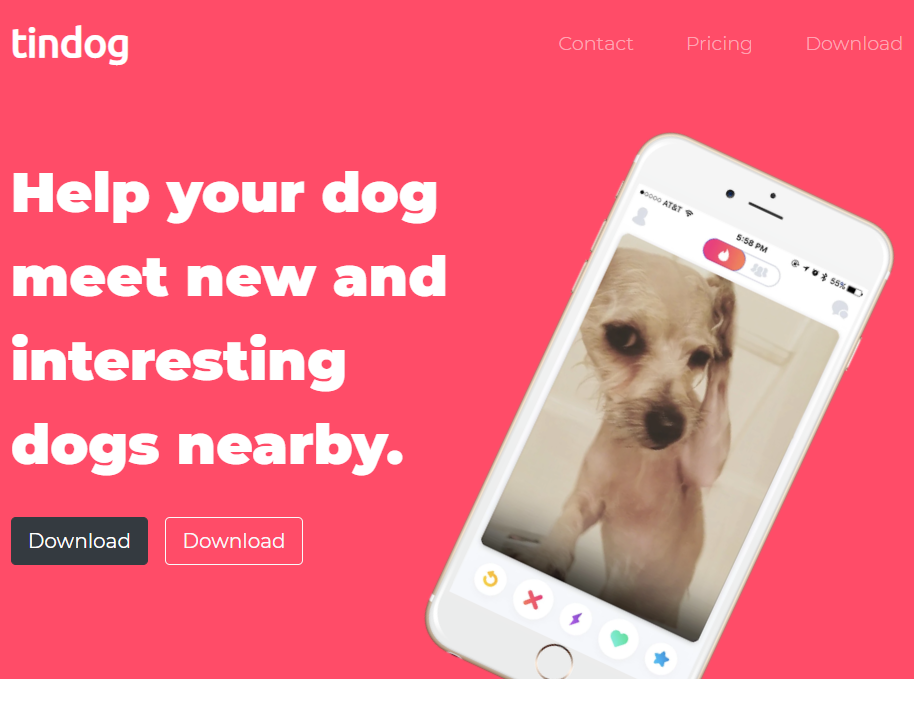 tindog
Contact Pricing Download
Help your dog
meet new and
interesting
dogs nearby.
Download Download
AT&T
5:58 PM
55%